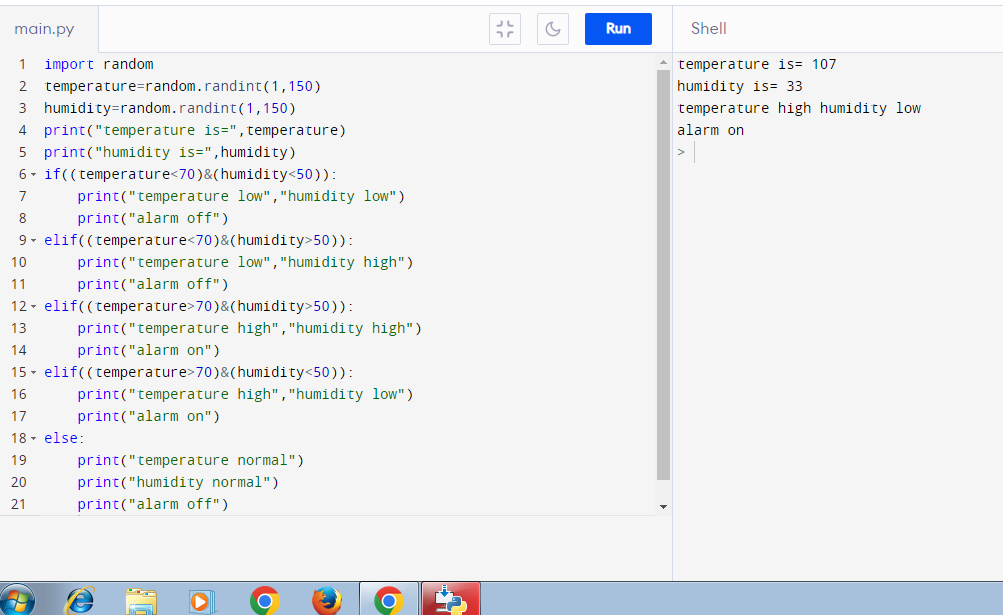 main.py
Run
Shell
1 import random
2 temperature=random.randint(1,150)
3 humidity=random.randint(1,150)
4 print("temperature is=",temperature)
5 print("humidity is=",humidity)
6 if((temperature<70)&(humidity<50)):
7     print("temperature low","humidity low")
8     print("alarm off")
9 elif((temperature<70)&(humidity>50)):
10     print("temperature low","humidity high")
11     print("alarm off")
12 elif((temperature>70)&(humidity>50)):
13     print("temperature high","humidity high")
14     print("alarm on")
15 elif((temperature>70)&(humidity<50)):
16     print("temperature high","humidity low")
17     print("alarm on")
18 else:
19     print("temperature normal")
20     print("humidity normal")
21     print("alarm off")
temperature is= 107
humidity is= 33
temperature high humidity low
alarm on
>